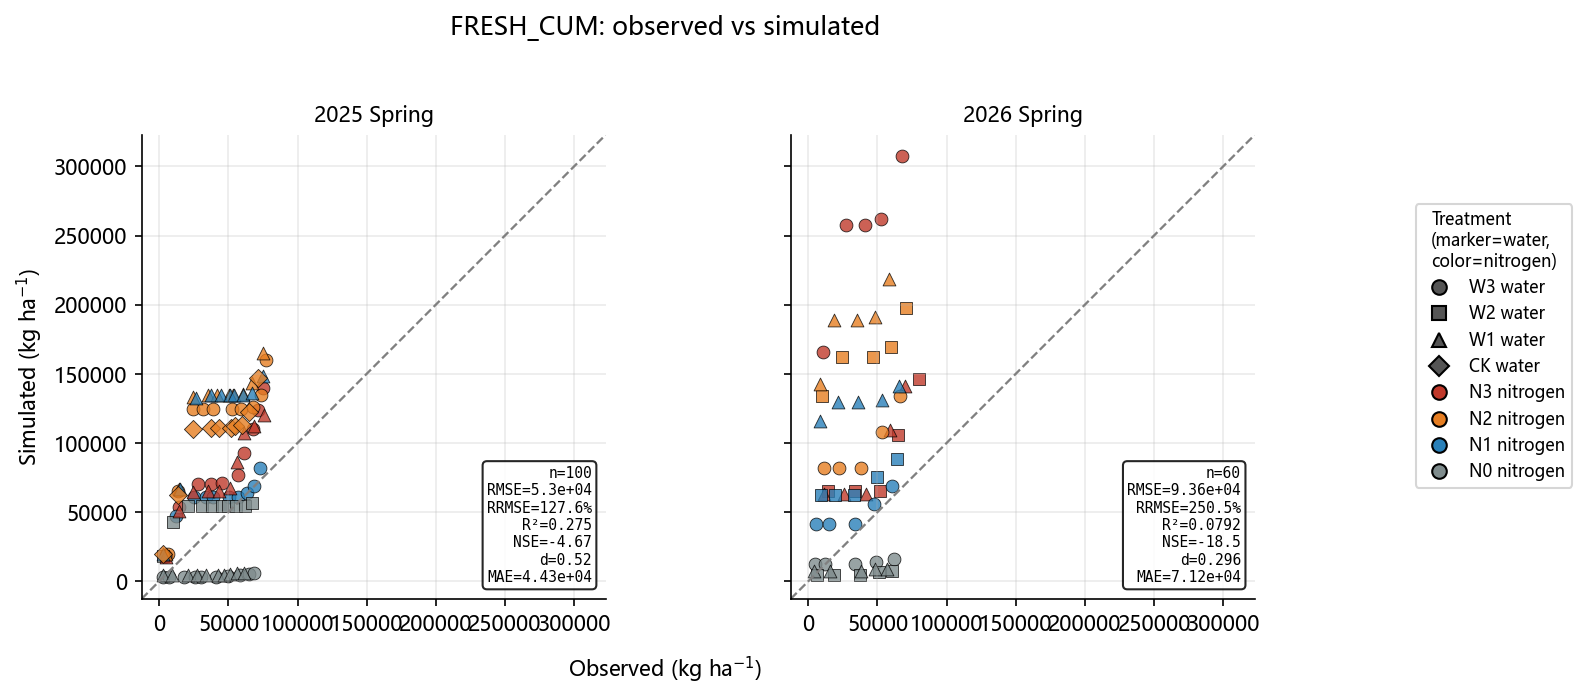 FRESH_CUM: observed vs simulated
2025 Spring
2026 Spring
Simulated (kg ha⁻¹)
300000
250000
200000
150000
100000
50000
0
n=100
RMSE=5.3e+04
RRMSE=127.6%
R²=0.275
NSE=-4.67
d=0.52
MAE=4.43e+04
0 50000 100000 150000 200000 250000 300000
n=60
RMSE=9.36e+04
RRMSE=250.5%
R²=0.0792
NSE=-18.5
d=0.296
MAE=7.12e+04
0 50000 100000 150000 200000 250000 300000
Observed (kg ha⁻¹)
Treatment
(marker=water,
color=nitrogen)
W3 water
W2 water
W1 water
CK water
N3 nitrogen
N2 nitrogen
N1 nitrogen
N0 nitrogen